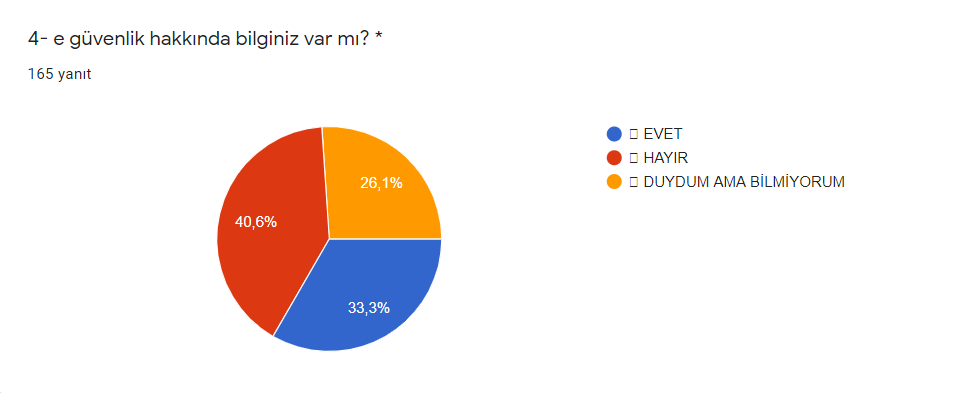 4- e güvenlik hakkında bilginiz var mı? *
165 yanıt
26,1%
40,6%
33,3%
EVET
HAYIR
DUYDUM AMA BİLMİYORUM